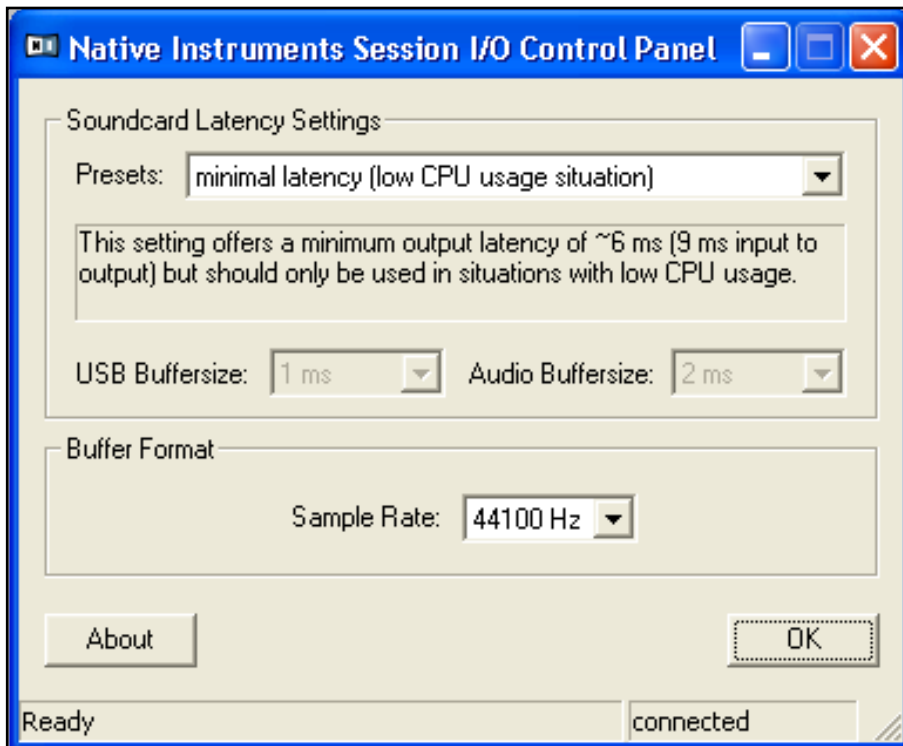 Native Instruments Session I/O Control Panel
Soundcard Latency Settings
Presets: minimal latency (low CPU usage situation)
This setting offers a minimum output latency of ~6 ms (9 ms input to
output) but should only be used in situations with low CPU usage.
USB Buffersize: 1 ms Audio Buffersize: 2 ms
Buffer Format
Sample Rate: 44100 Hz
About OK
Ready connected